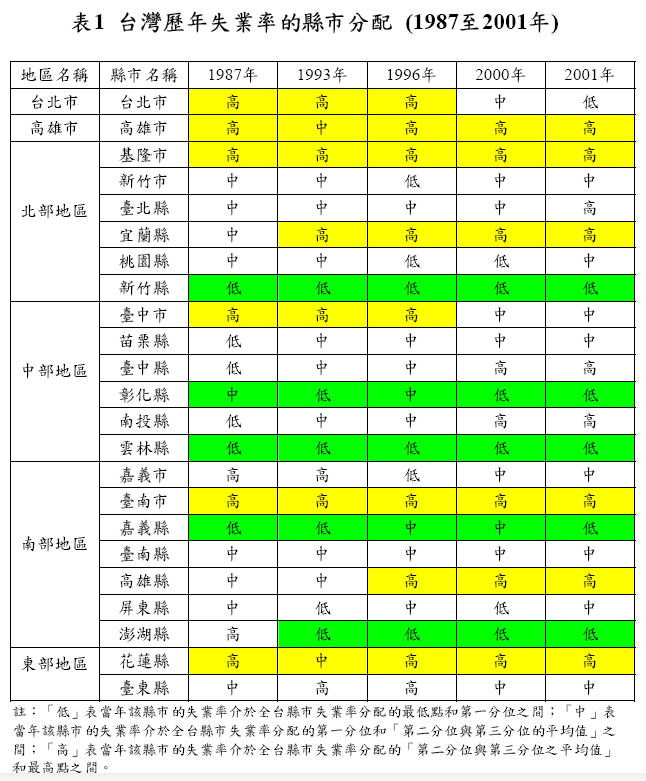 表1 台灣歷年失業率的縣市分配 (1987至2001年)
地區名稱 縣市名稱 1987年 1993年 1996年 2000年 2001年
台北市 台北市 高 高 高 中 低
高雄市 高雄市 高 中 高 高 高
北部地區 基隆市 高 高 高 高 高
新竹市 中 中 低 中 中
臺北縣 中 中 中 中 高
宜蘭縣 中 高 高 高 高
桃園縣 中 中 低 低 中
新竹縣 低 低 低 低 低
中部地區 臺中市 高 高 高 中 中
苗栗縣 低 中 中 中 中
臺中縣 低 中 中 高 高
彰化縣 中 低 中 低 低
南投縣 低 中 中 高 高
雲林縣 低 低 低 低 低
南部地區 嘉義市 高 高 低 中 中
臺南市 高 高 高 高 高
嘉義縣 低 低 中 中 低
臺南縣 中 中 中 中 中
高雄縣 中 中 高 高 高
屏東縣 中 低 中 低 中
澎湖縣 高 低 低 低 低
東部地區 花蓮縣 高 中 高 高 高
臺東縣 中 高 高 中 中
註：「低」表當年該縣市的失業率介於全台縣市失業率分配的最低點和第一分位之間；「中」表
當年該縣市的失業率介於全台縣市失業率分配的第一分位和「第二分位與第三分位的平均值」之
間；「高」表當年該縣市的失業率介於全台縣市失業率分配的「第二分位與第三分位之平均值」
和最高點之間。